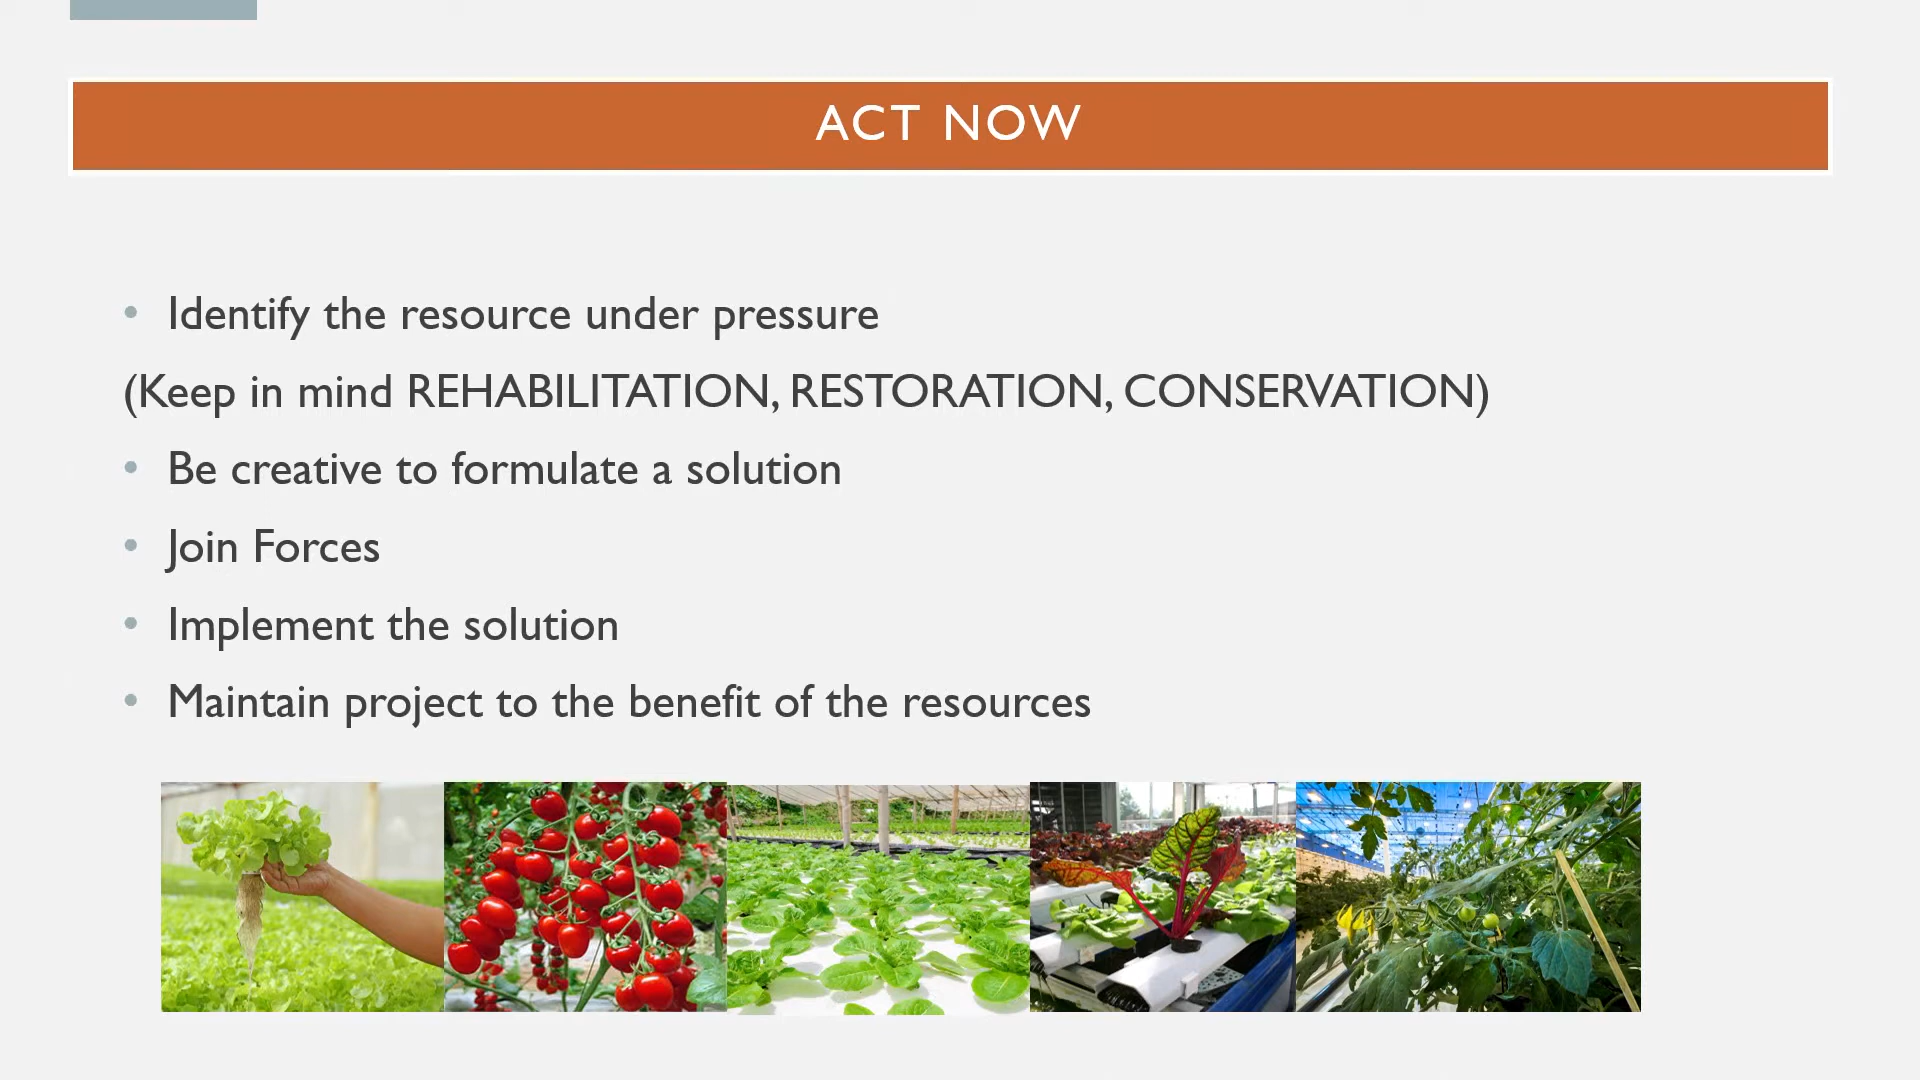 ACT NOW
• Identify the resource under pressure
(Keep in mind REHABILITATION, RESTORATION, CONSERVATION)
• Be creative to formulate a solution
• Join Forces
• Implement the solution
• Maintain project to the benefit of the resources